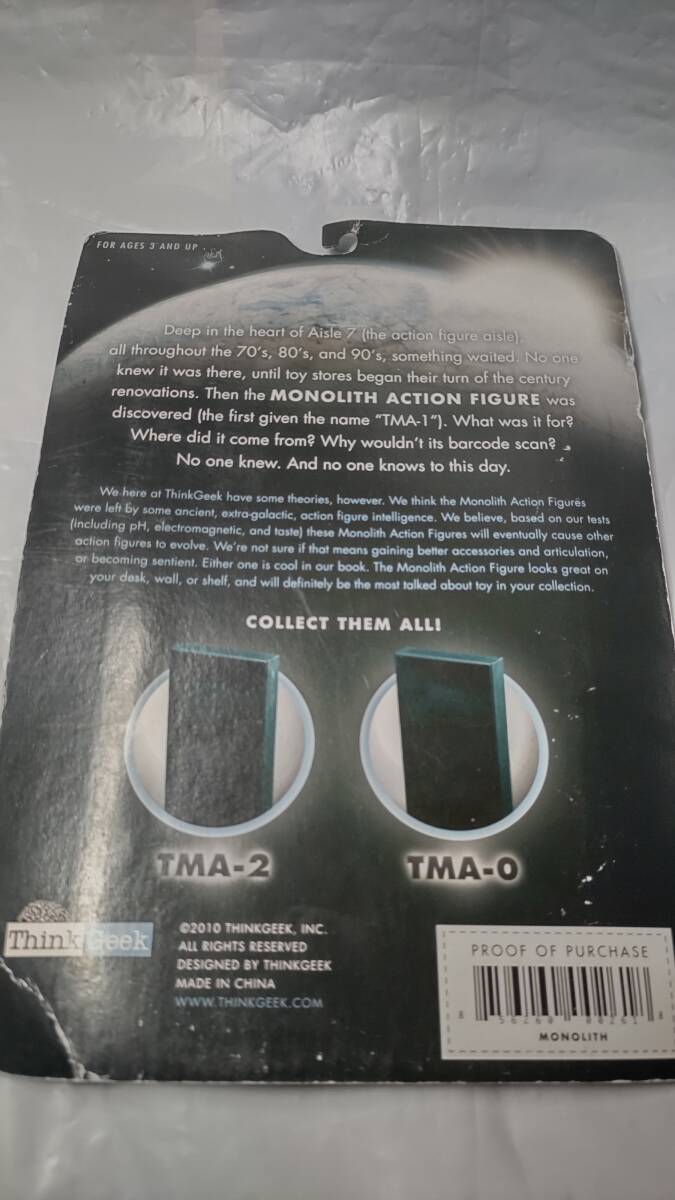 FOR AGES 3 AND UP
Deep in the heart of Aisle 7 (the action figure aisle),
all throughout the 70's, 80's, and 90's, something waited. No one
knew it was there, until toy stores began their turn of the century
renovations. Then the MONOLITH ACTION FIGURE was
discovered (the first given the name "TMA-1"). What was it for?
Where did it come from? Why wouldn't its barcode scan?
No one knew. And no one knows to this day.
We here at ThinkGeek have some theories, however. We think the Monolith Action Figures
were left by some ancient, extra-galactic, action figure intelligence. We believe, based on our tests
(including pH, electromagnetic, and taste) these Monolith Action Figures will eventually cause other
action figures to evolve. We're not sure if that means gaining better accessories and articulation,
or becoming sentient. Either one is cool in our book. The Monolith Action Figure looks great on
your desk, wall, or shelf, and will definitely be the most talked about toy in your collection.
COLLECT THEM ALL!
TMA-2
TMA-0
ThinkGeek
©2010 THINKGEEK, INC.
ALL RIGHTS RESERVED
DESIGNED BY THINKGEEK
MADE IN CHINA
WWW.THINKGEEK.COM
PROOF OF PURCHASE
8 56260 00261 8
MONOLITH